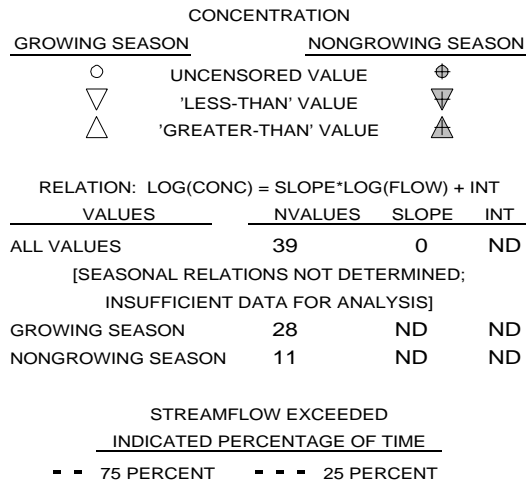 CONCENTRATION
GROWING SEASON NONGROWING SEASON
UNCENSORED VALUE
'LESS-THAN' VALUE
'GREATER-THAN' VALUE
RELATION: LOG(CONC) = SLOPE*LOG(FLOW) + INT
VALUES NVALUES SLOPE INT
ALL VALUES 39 0 ND
[SEASONAL RELATIONS NOT DETERMINED;
INSUFFICIENT DATA FOR ANALYSIS]
GROWING SEASON 28 ND ND
NONGROWING SEASON 11 ND ND
STREAMFLOW EXCEEDED
INDICATED PERCENTAGE OF TIME
75 PERCENT 25 PERCENT